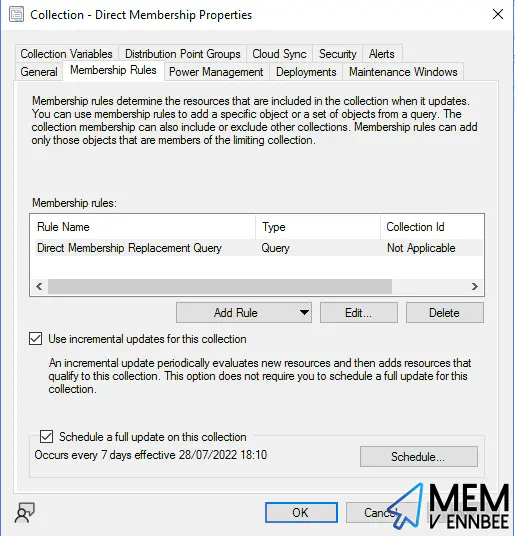 Collection - Direct Membership Properties
Collection Variables Distribution Point Groups Cloud Sync Security Alerts
General Membership Rules Power Management Deployments Maintenance Windows
Membership rules determine the resources that are included in the collection when it updates.
You can use membership rules to add a specific object or a set of objects from a query. The
collection membership can also include or exclude other collections. Membership rules can add
only those objects that are members of the limiting collection.
Membership rules:
Rule Name Type Collection Id
Direct Membership Replacement Query Query Not Applicable
Add Rule Edit... Delete
Use incremental updates for this collection
An incremental update periodically evaluates new resources and then adds resources that
qualify to this collection. This option does not require you to schedule a full update for this
collection.
Schedule a full update on this collection
Occurs every 7 days effective 28/07/2022 18:10
Schedule...
OK
MEM
V ENNBEE